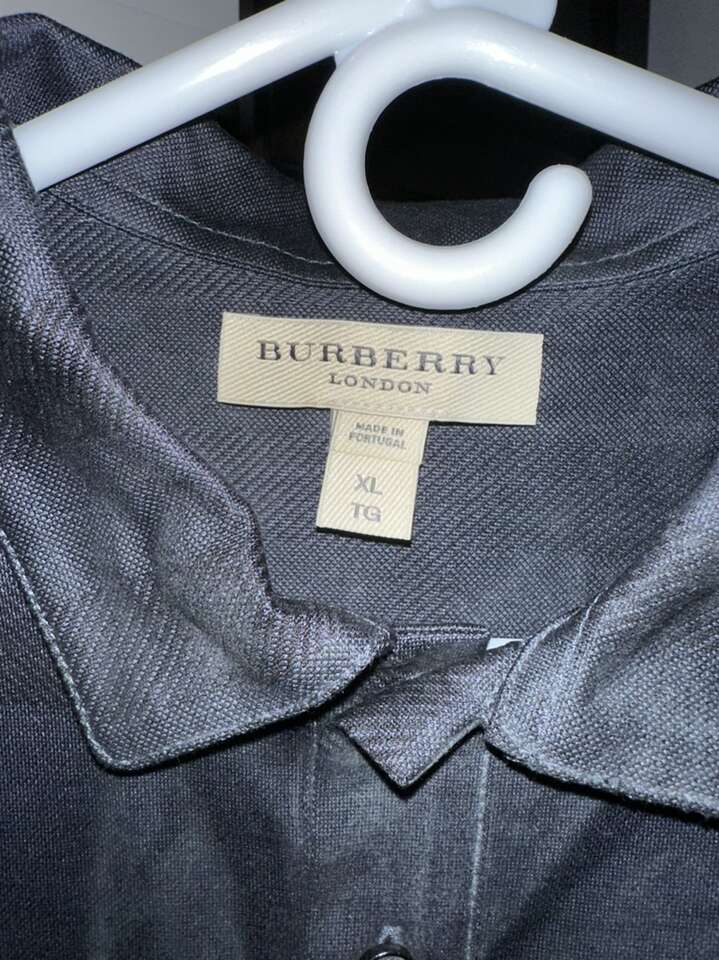 BURBERRY
LONDON
MADE IN
PORTUGAL
XL
TG